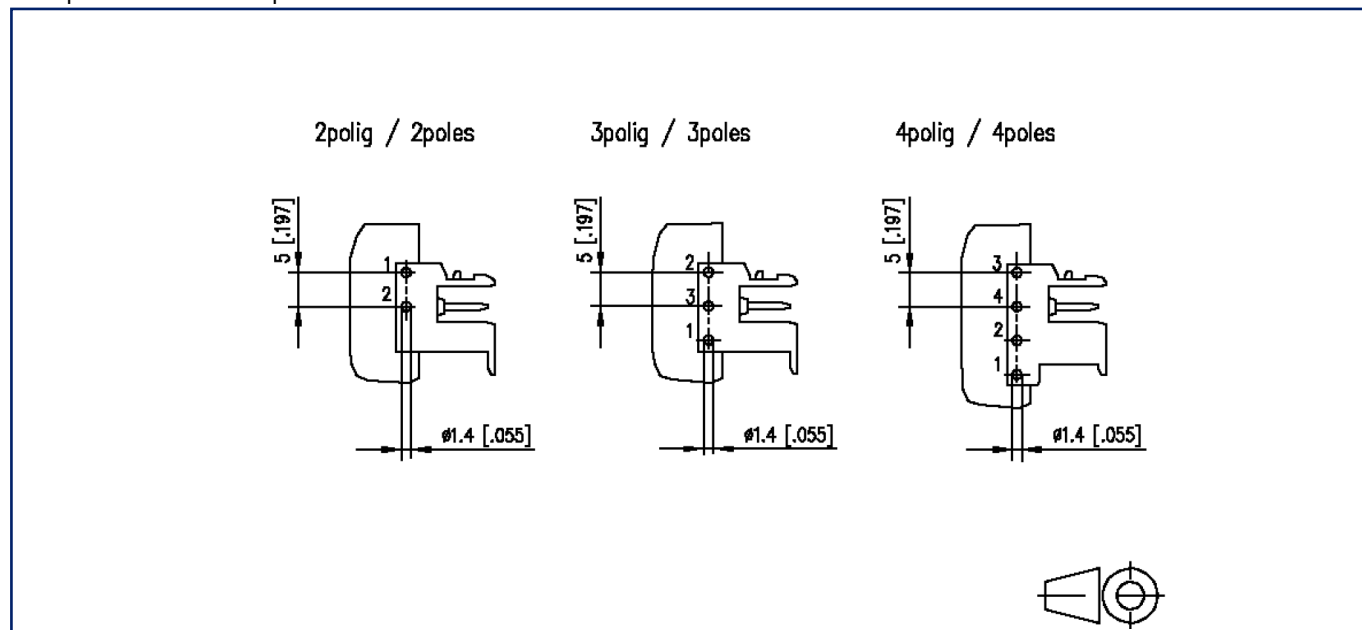 2polig / 2poles
3polig / 3poles
4polig / 4poles
5 [.197]
1
2
ø1.4 [.055]
5 [.197]
2
3
1
ø1.4 [.055]
5 [.197]
3
4
2
1
ø1.4 [.055]